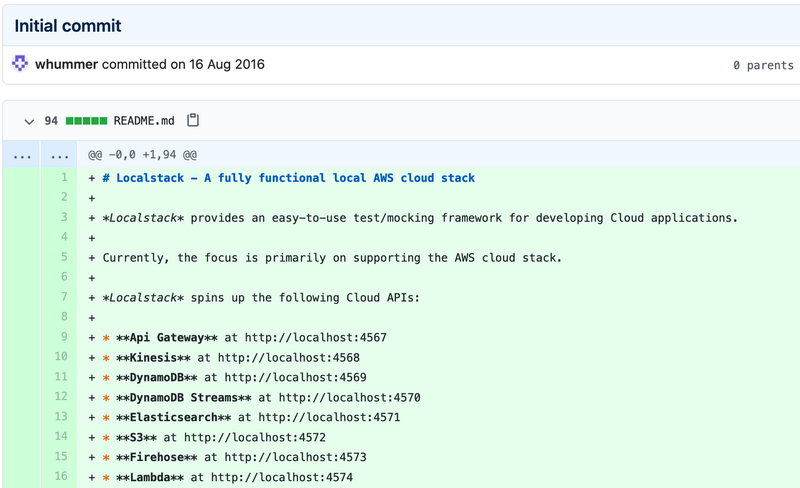 Initial commit
whummer committed on 16 Aug 2016 0 parents
94 README.md
... ... @@ -0,0 +1,94 @@
1 + # Localstack - A fully functional local AWS cloud stack
2 +
3 + *Localstack* provides an easy-to-use test/mocking framework for developing Cloud applications.
4 +
5 + Currently, the focus is primarily on supporting the AWS cloud stack.
6 +
7 + *Localstack* spins up the following Cloud APIs:
8 +
9 + * **Api Gateway** at http://localhost:4567
10 + * **Kinesis** at http://localhost:4568
11 + * **DynamoDB** at http://localhost:4569
12 + * **DynamoDB Streams** at http://localhost:4570
13 + * **Elasticsearch** at http://localhost:4571
14 + * **S3** at http://localhost:4572
15 + * **Firehose** at http://localhost:4573
16 + * **Lambda** at http://localhost:4574